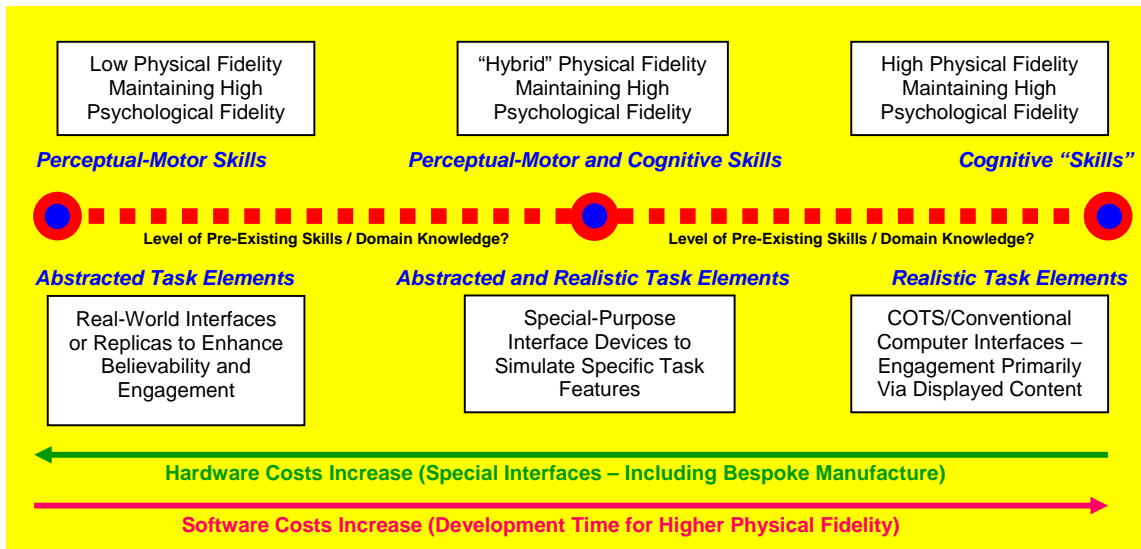 Low Physical Fidelity
Maintaining High
Psychological Fidelity
“Hybrid” Physical Fidelity
Maintaining High
Psychological Fidelity
High Physical Fidelity
Maintaining High
Psychological Fidelity
Perceptual-Motor Skills
Perceptual-Motor and Cognitive Skills
Cognitive “Skills”
Level of Pre-Existing Skills / Domain Knowledge?
Level of Pre-Existing Skills / Domain Knowledge?
Abstracted Task Elements
Abstracted and Realistic Task Elements
Realistic Task Elements
Real-World Interfaces
or Replicas to Enhance
Believability and
Engagement
Special-Purpose
Interface Devices to
Simulate Specific Task
Features
COTS/Conventional
Computer Interfaces –
Engagement Primarily
Via Displayed Content
Hardware Costs Increase (Special Interfaces – Including Bespoke Manufacture)
Software Costs Increase (Development Time for Higher Physical Fidelity)